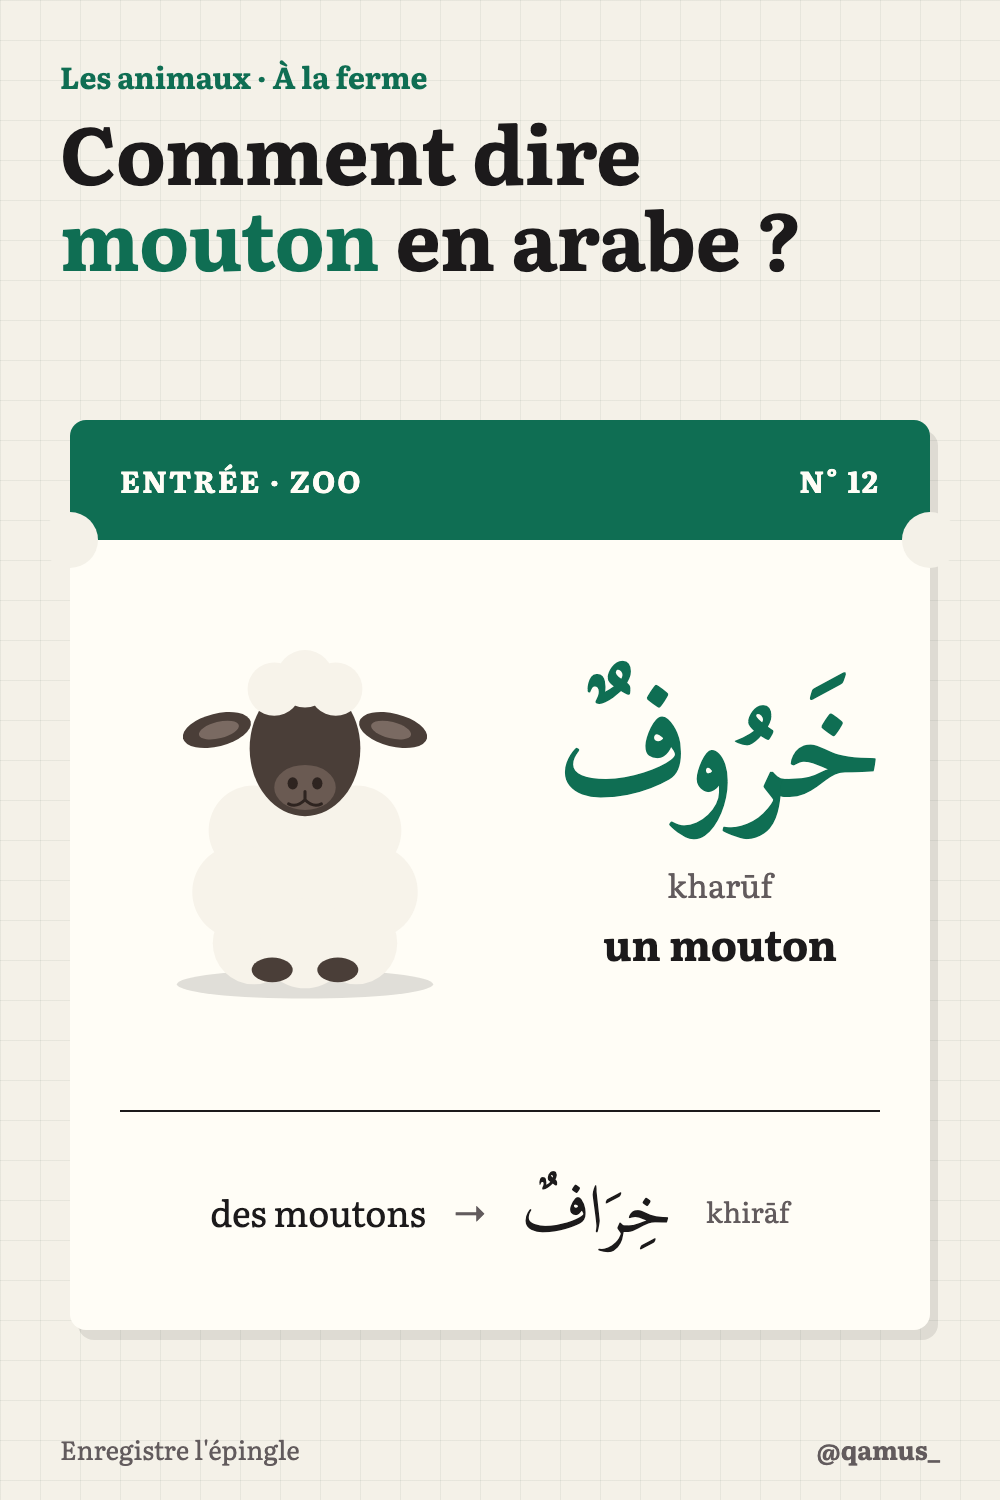 Les animaux · À la ferme
Comment dire
mouton en arabe ?
ENTRÉE · ZOO
N° 12
خَرُوفٌ
kharūf
un mouton
des moutons → خِرَافٌ khirāf
Enregistre l'épingle
@qamus_